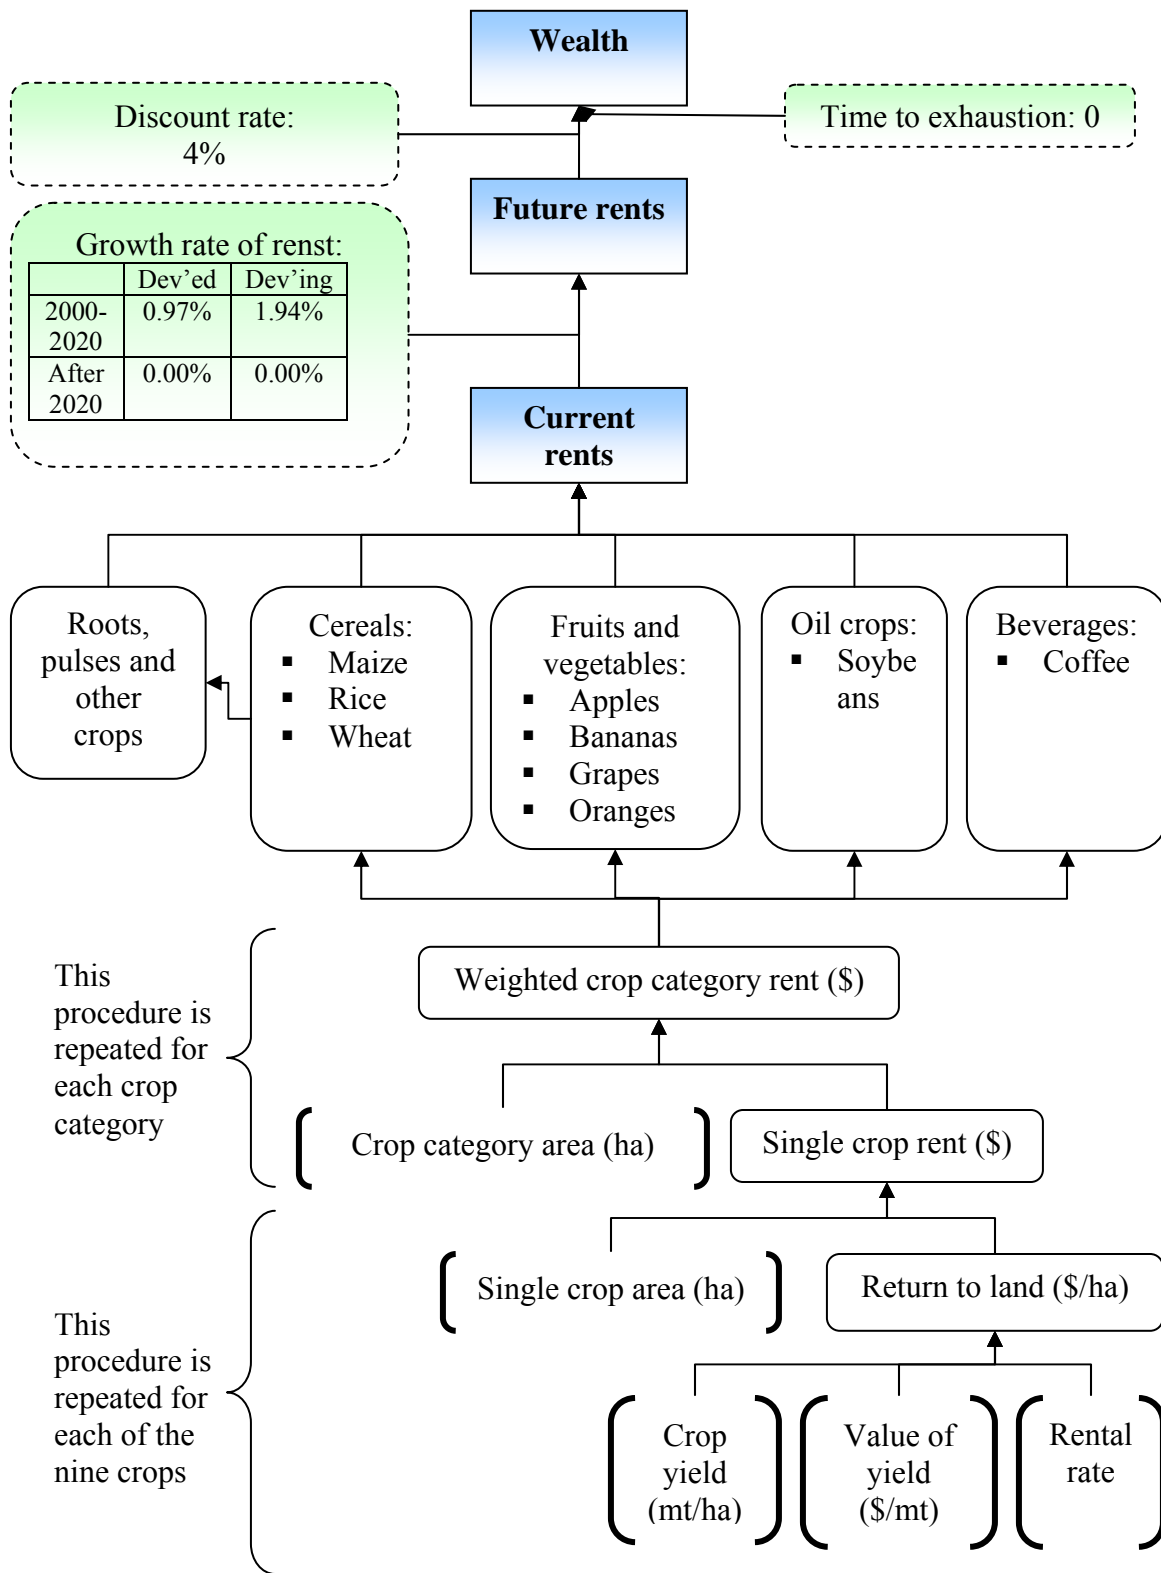 Wealth
Discount rate:
4%
Time to exhaustion: 0
Future rents
Growth rate of renst:
Dev’ed Dev’ing
2000-
2020 0.97% 1.94%
After
2020 0.00% 0.00%
Current
rents
Roots,
pulses and
other
crops
Cereals:
▪ Maize
▪ Rice
▪ Wheat
Fruits and
vegetables:
▪ Apples
▪ Bananas
▪ Grapes
▪ Oranges
Oil crops:
▪ Soybe
ans
Beverages:
▪ Coffee
This
procedure is
repeated for
each crop
category
Weighted crop category rent ($)
Crop category area (ha)
Single crop rent ($)
This
procedure is
repeated for
each of the
nine crops
Single crop area (ha)
Return to land ($/ha)
Crop
yield
(mt/ha)
Value of
yield
($/mt)
Rental
rate